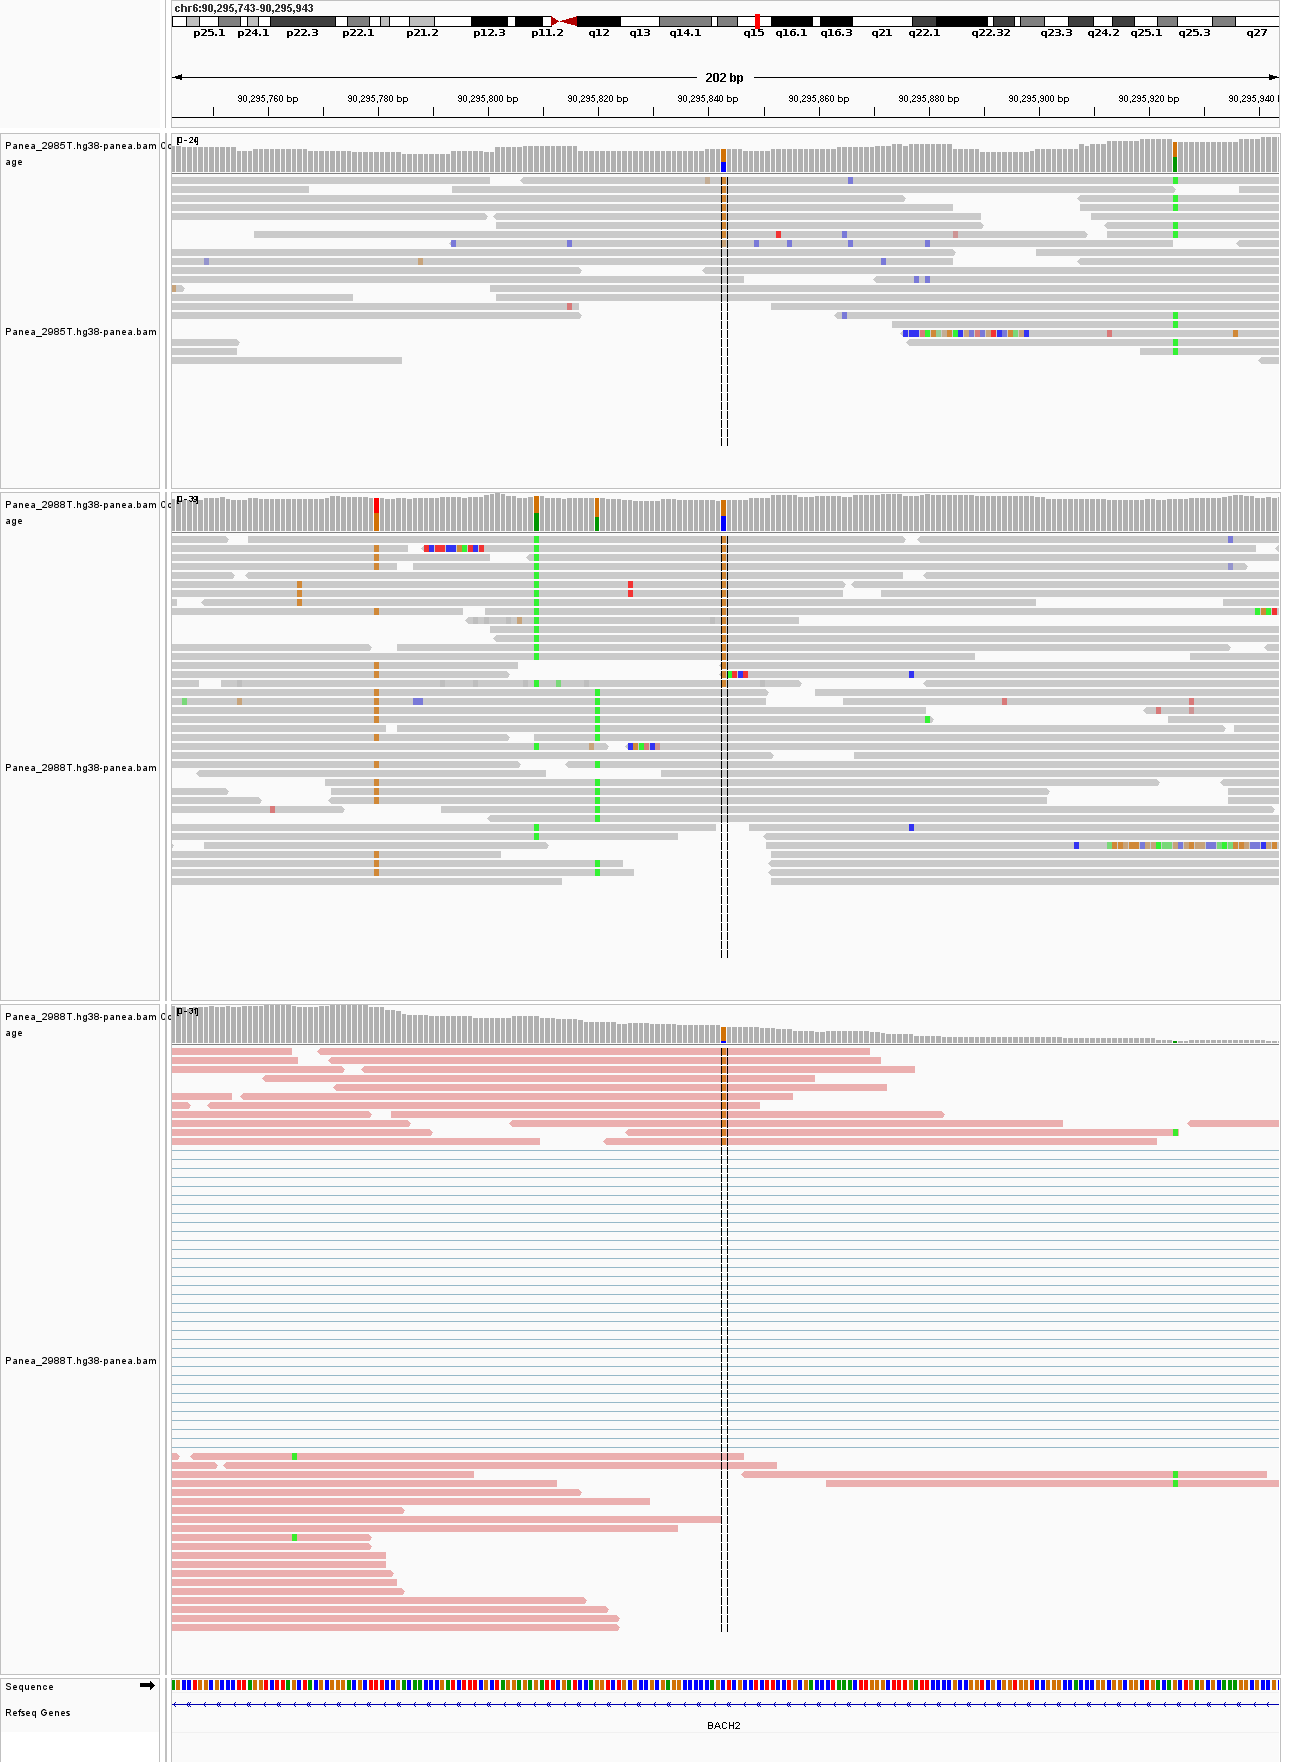 chr6:90,295,743-90,295,943
p25.1 p24.1 p22.3 p22.1 p21.2 p12.3 p11.2 q12 q13 q14.1 q15 q16.1 q16.3 q21 q22.1 q22.32 q23.3 q24.2 q25.1 q25.3 q27
202 bp
90,295,760 bp 90,295,780 bp 90,295,800 bp 90,295,820 bp 90,295,840 bp 90,295,860 bp 90,295,880 bp 90,295,900 bp 90,295,920 bp 90,295,940
Panea_2985T.hg38-panea.bam Co
age
[0-24]
Panea_2985T.hg38-panea.bam
Panea_2988T.hg38-panea.bam Co
age
[0-39]
Panea_2988T.hg38-panea.bam
Panea_2988T.hg38-panea.bam Co
age
[0-31]
Panea_2988T.hg38-panea.bam
Sequence
Refseq Genes
BACH2